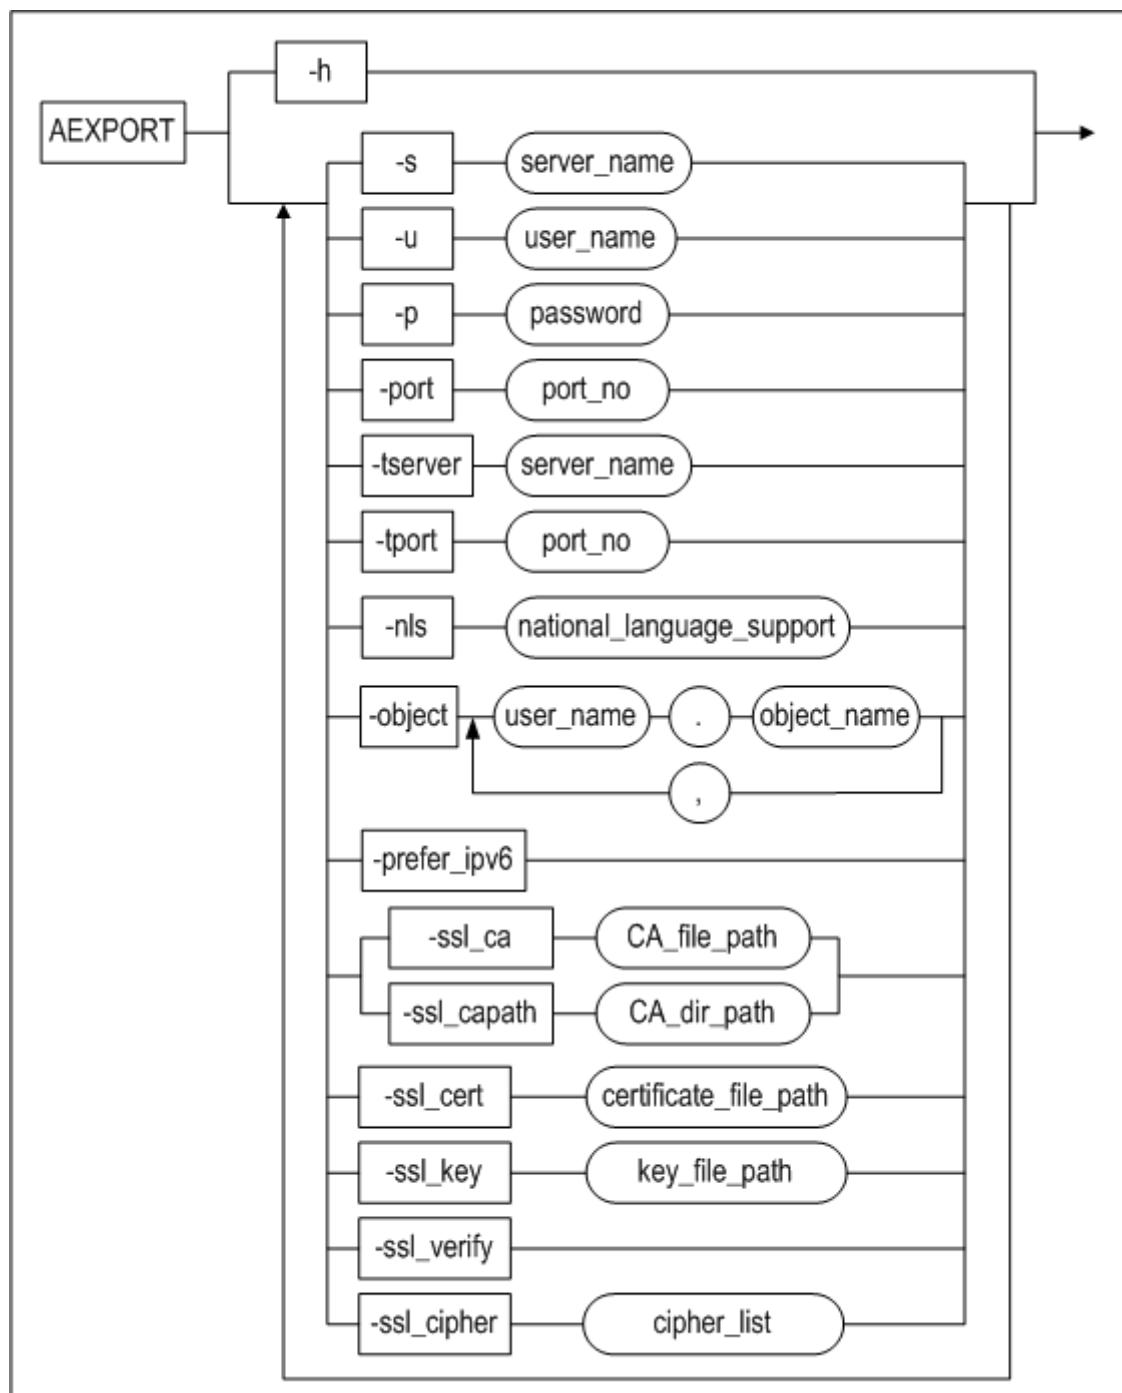 -h
AEXPORT
-s server_name
-u user_name
-p password
-port port_no
-tserver server_name
-tport port_no
-nls national_language_support
-object user_name . object_name
,
-prefer_ipv6
-ssl_ca CA_file_path
-ssl_capath CA_dir_path
-ssl_cert certificate_file_path
-ssl_key key_file_path
-ssl_verify
-ssl_cipher cipher_list